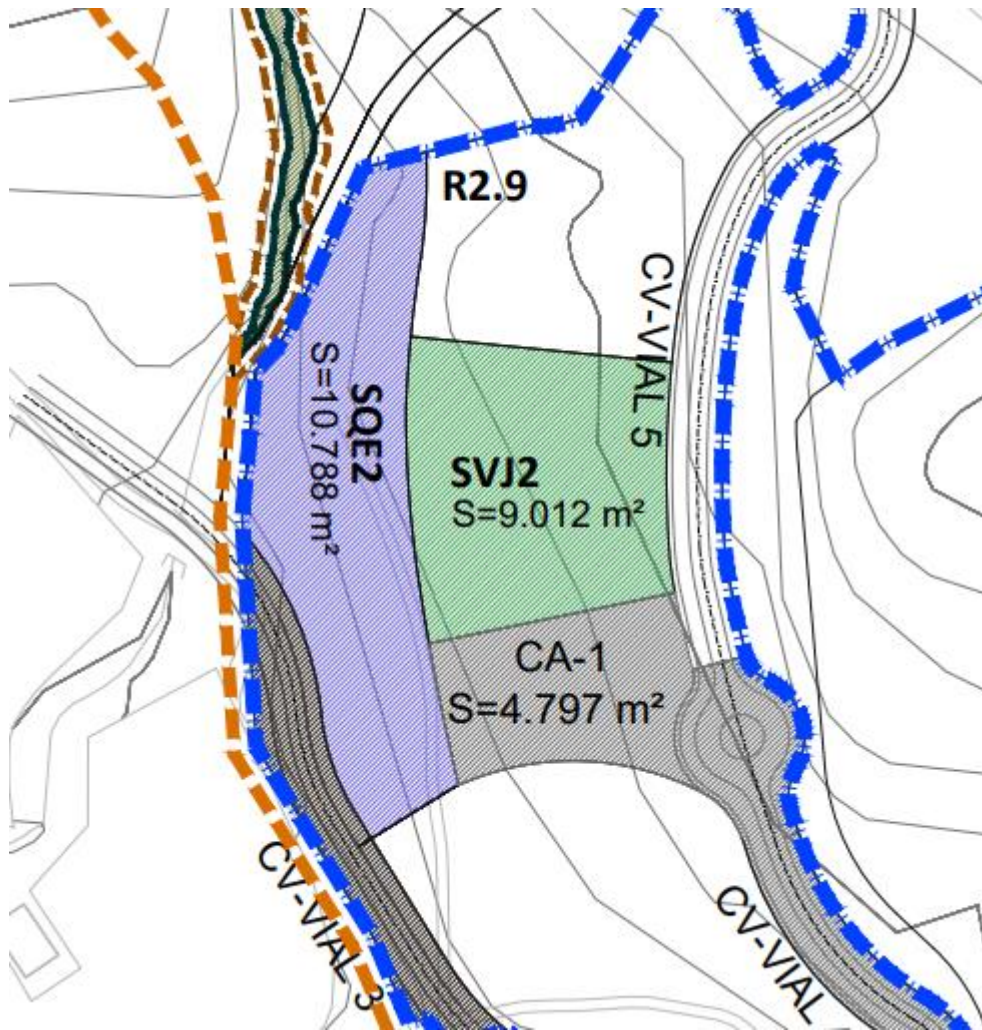 R2.9
CV-VIAL 5
SQE2
S=10.788 m²
SVJ2
S=9.012 m²
CA-1
S=4.797 m²
CV-VIAL 3
CV-VIAL